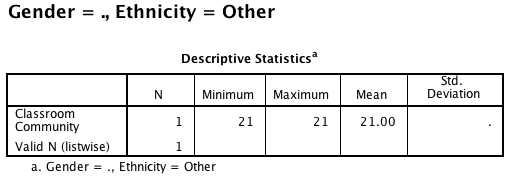 Gender = ., Ethnicity = Other
Descriptive Statisticsa
N Minimum Maximum Mean Std. Deviation
Classroom Community 1 21 21 21.00 .
Valid N (listwise) 1
a. Gender = ., Ethnicity = Other